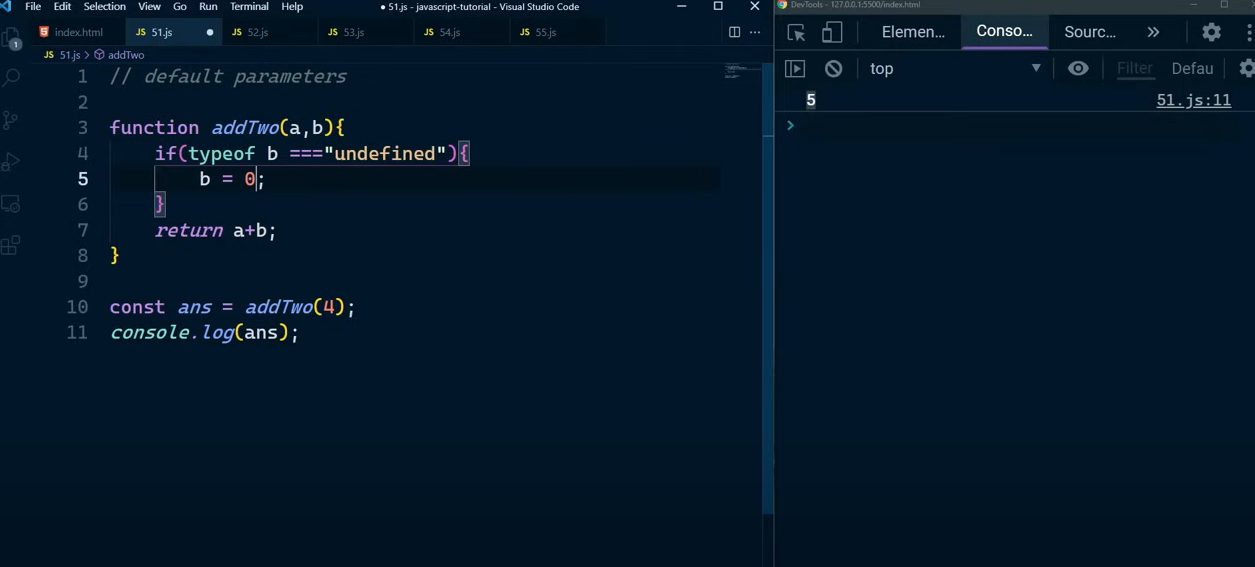 File Edit Selection View Go Run Terminal Help
● 51.js - javascript-tutorial - Visual Studio Code
index.html JS 51.js ● JS 52.js JS 53.js JS 54.js JS 55.js ...
JS 51.js > addTwo
1 // default parameters
2
3 function addTwo(a,b){
4 if(typeof b ==="undefined"){
5 b = 0;
6 }
7 return a+b;
8 }
9
10 const ans = addTwo(4);
11 console.log(ans);
1
DevTools - 127.0.0.1:5500/index.html
Elemen... Conso... Sourc... »
top Filter Defau
5 51.js:11
>